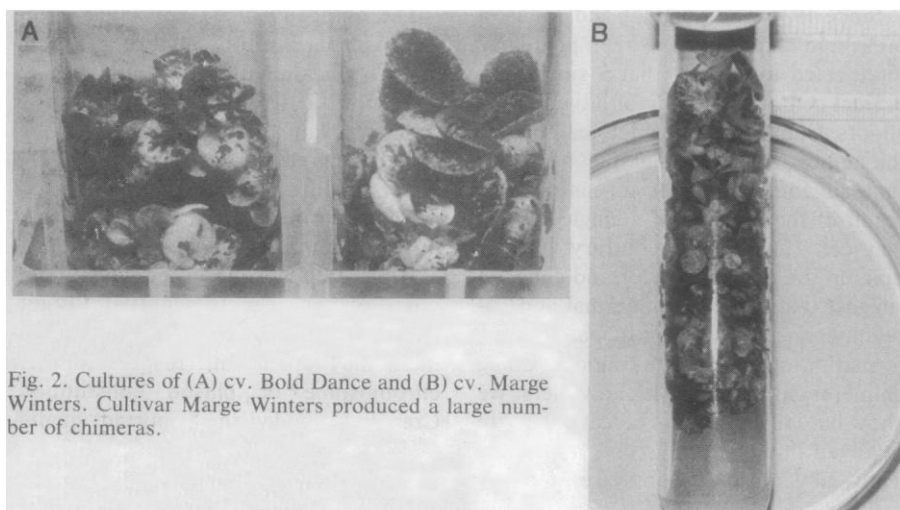 A
B
Fig. 2. Cultures of (A) cv. Bold Dance and (B) cv. Marge
Winters. Cultivar Marge Winters produced a large num-
ber of chimeras.